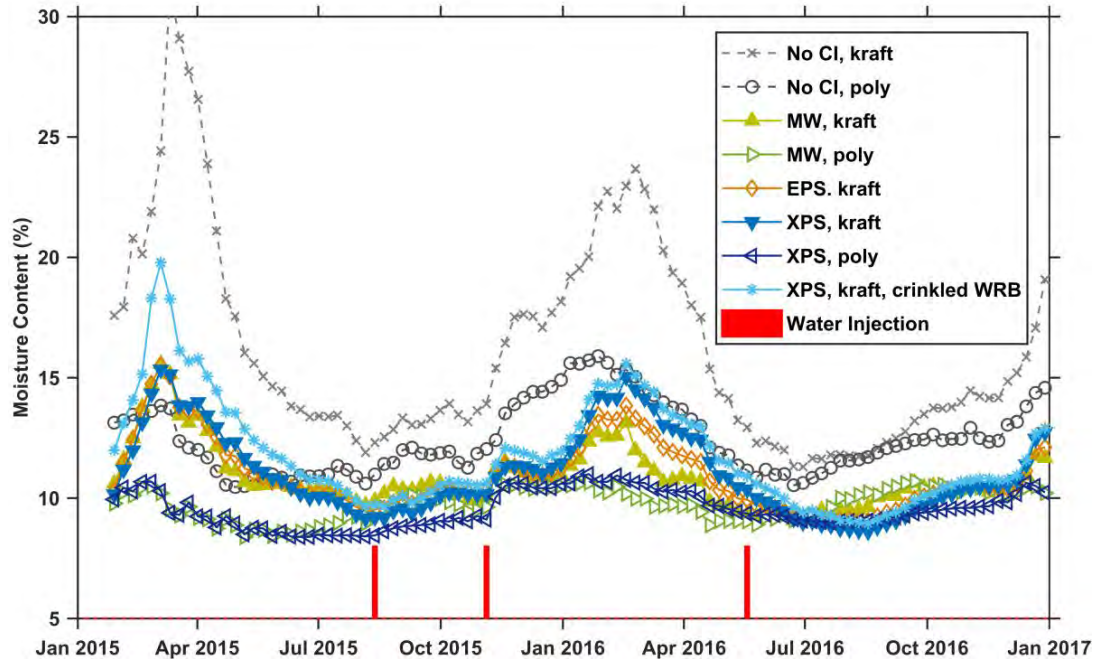 30
25
20
15
10
5
Moisture Content (%)
No CI, kraft
No CI, poly
MW, kraft
MW, poly
EPS. kraft
XPS, kraft
XPS, poly
XPS, kraft, crinkled WRB
Water Injection
Jan 2015 Apr 2015 Jul 2015 Oct 2015 Jan 2016 Apr 2016 Jul 2016 Oct 2016 Jan 2017